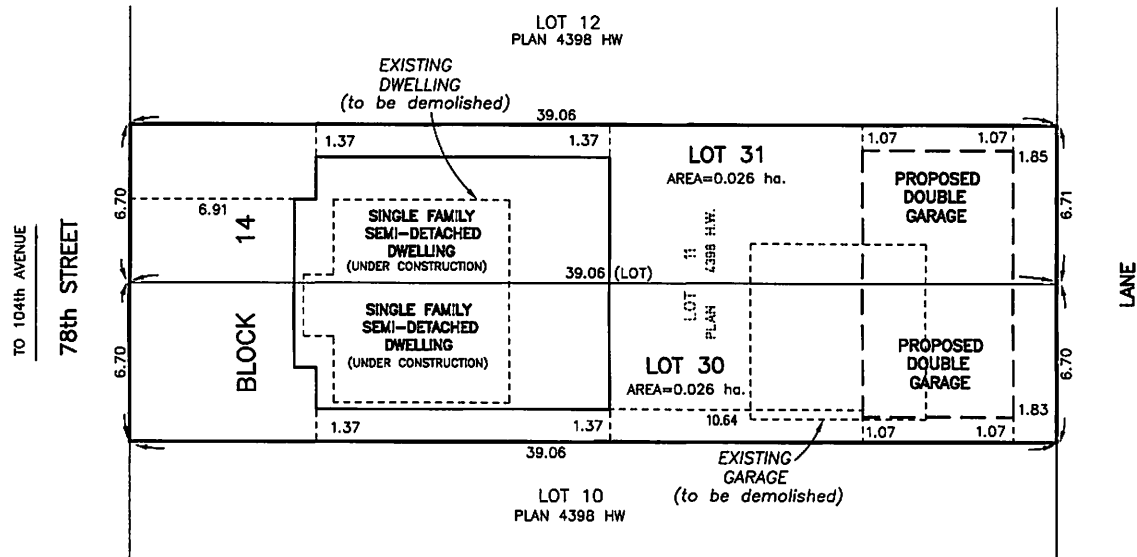 LOT 12
PLAN 4398 HW
EXISTING
DWELLING
(to be demolished)
39.06
1.37
1.37
1.07
1.07
1.85
LOT 31
AREA=0.026 ha.
PROPOSED
DOUBLE
GARAGE
6.70
6.91
14
SINGLE FAMILY
SEMI-DETACHED
DWELLING
(UNDER CONSTRUCTION)
LOT 11
PLAN 4398 H.W.
6.71
TO 104th AVENUE
78th STREET
39.06 (LOT)
LANE
BLOCK
SINGLE FAMILY
SEMI-DETACHED
DWELLING
(UNDER CONSTRUCTION)
LOT 30
AREA=0.026 ha.
PROPOSED
DOUBLE
GARAGE
6.70
6.70
1.83
10.64
1.37
1.37
1.07
1.07
39.06
EXISTING
GARAGE
(to be demolished)
LOT 10
PLAN 4398 HW